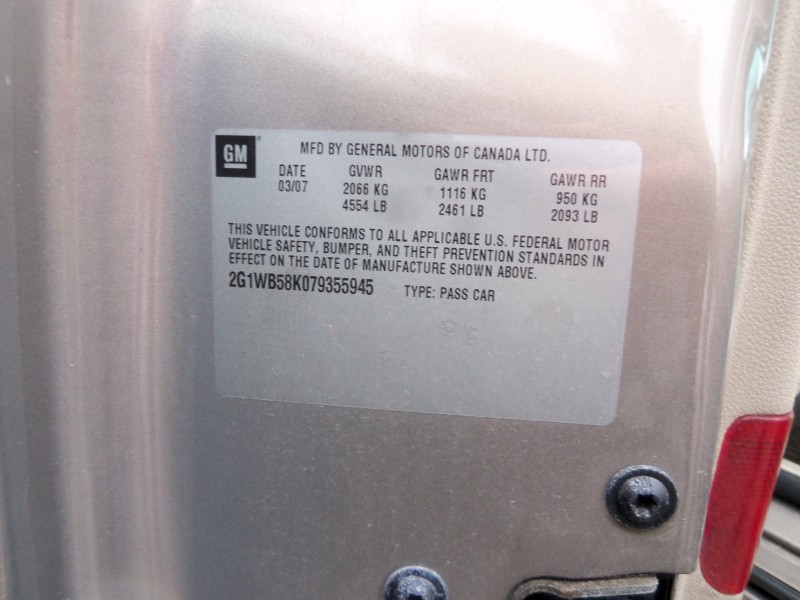 GM MFD BY GENERAL MOTORS OF CANADA LTD.
DATE GVWR GAWR FRT GAWR RR
03/07 2066 KG 1116 KG 950 KG
4554 LB 2461 LB 2093 LB
THIS VEHICLE CONFORMS TO ALL APPLICABLE U.S. FEDERAL MOTOR
VEHICLE SAFETY, BUMPER, AND THEFT PREVENTION STANDARDS IN
EFFECT ON THE DATE OF MANUFACTURE SHOWN ABOVE.
2G1WB58K079355945 TYPE: PASS CAR